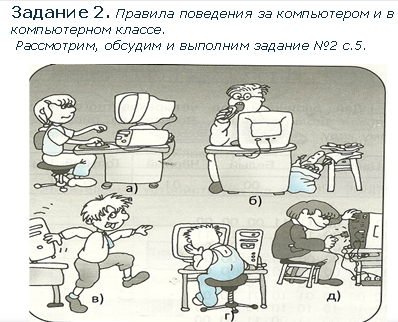 Задание 2. Правила поведения за компьютером и в
компьютерном классе.
Рассмотрим, обсудим и выполним задание №2 с.5.
а)
б)
в)
г)
д)